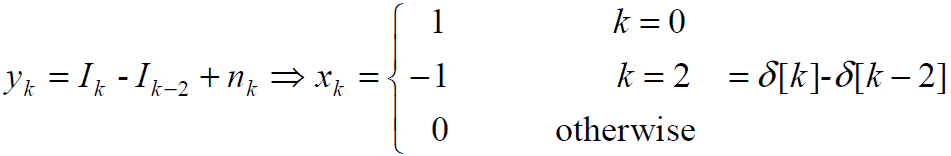 1 k = 0
y_k = I_k - I_{k-2} + n_k ⇒ x_k = { -1 k = 2 = δ[k]-δ[k-2]
0 otherwise